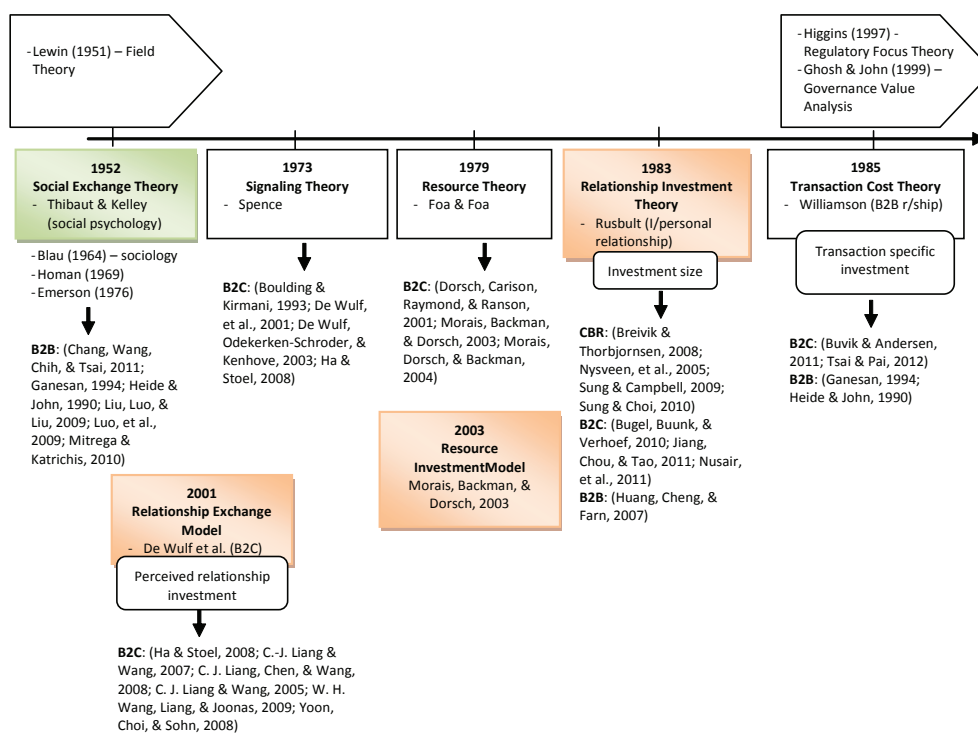 -Lewin (1951) – Field
Theory
-Higgins (1997) -
Regulatory Focus Theory
-Ghosh & John (1999) –
Governance Value
Analysis
1952
Social Exchange Theory
- Thibaut & Kelley
(social psychology)
-Blau (1964) – sociology
-Homan (1969)
-Emerson (1976)
B2B: (Chang, Wang,
Chih, & Tsai, 2011;
Ganesan, 1994; Heide &
John, 1990; Liu, Luo, &
Liu, 2009; Luo, et al.,
2009; Mitrega &
Katrichis, 2010)
1973
Signaling Theory
- Spence
B2C: (Boulding &
Kirmani, 1993; De Wulf,
et al., 2001; De Wulf,
Odekerken-Schroder, &
Kenhove, 2003; Ha &
Stoel, 2008)
1979
Resource Theory
- Foa & Foa
B2C: (Dorsch, Carison,
Raymond, & Ranson,
2001; Morais, Backman,
& Dorsch, 2003; Morais,
Dorsch, & Backman,
2004)
1983
Relationship Investment
Theory
- Rusbult (I/personal
relationship)
Investment size
CBR: (Breivik &
Thorbjornsen, 2008;
Nysveen, et al., 2005;
Sung & Campbell, 2009;
Sung & Choi, 2010)
B2C: (Bugel, Buunk, &
Verhoef, 2010; Jiang,
Chou, & Tao, 2011; Nusair,
et al., 2011)
B2B: (Huang, Cheng, &
Farn, 2007)
1985
Transaction Cost Theory
- Williamson (B2B r/ship)
Transaction specific
investment
B2C: (Buvik & Andersen,
2011; Tsai & Pai, 2012)
B2B: (Ganesan, 1994;
Heide & John, 1990)
2003
Resource
InvestmentModel
Morais, Backman, &
Dorsch, 2003
2001
Relationship Exchange
Model
- De Wulf et al. (B2C)
Perceived relationship
investment
B2C: (Ha & Stoel, 2008; C.-J. Liang &
Wang, 2007; C. J. Liang, Chen, & Wang,
2008; C. J. Liang & Wang, 2005; W. H.
Wang, Liang, & Joonas, 2009; Yoon,
Choi, & Sohn, 2008)